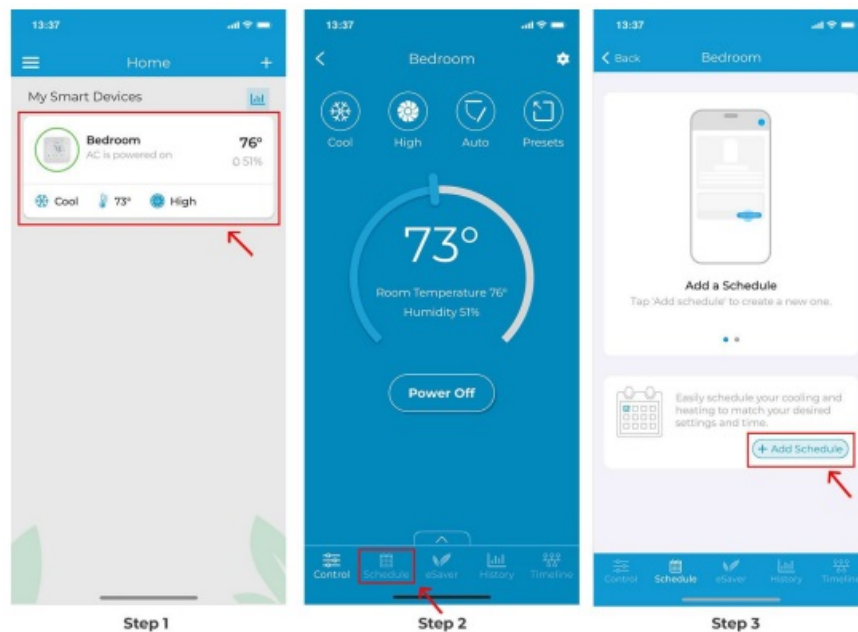 13:37
Home
+
My Smart Devices
Bedroom
76°
AC is powered on
51%
Cool
73°
High
Step 1
13:37
Bedroom
Cool
High
Auto
Presets
73°
Room Temperature 76°
Humidity 51%
Power Off
Control
Schedule
eSaver
History
Timeline
Step 2
13:37
Back
Bedroom
Add a Schedule
Tap 'Add schedule' to create a new one.
Easily schedule your cooling and
heating to match your desired
settings and time.
+ Add Schedule
Control
Schedule
eSaver
History
Timeline
Step 3